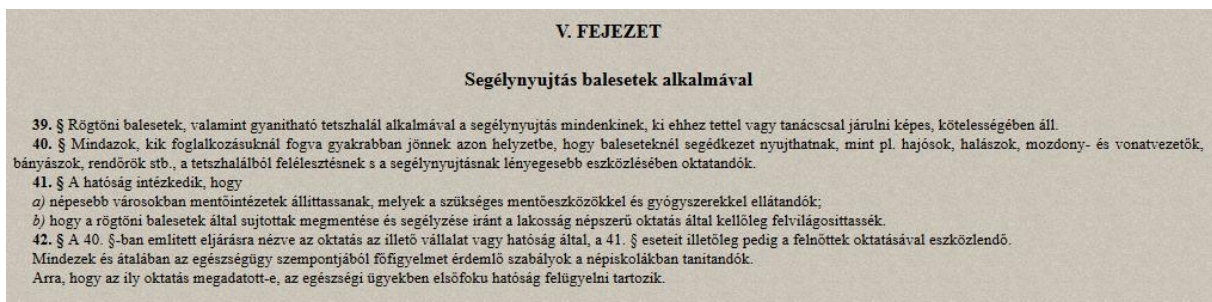 V. FEJEZET
Segélynyujtás balesetek alkalmával
39. § Rögtöni balesetek, valamint gyanitható tetszhalál alkalmával a segélynyujtás mindenkinek, ki ehhez tettel vagy tanácscsal járulni képes, kötelességében áll.
40. § Mindazok, kik foglalkozásuknál fogva gyakrabban jönnek azon helyzetbe, hogy baleseteknél segédkezet nyujthatnak, mint pl. hajósok, halászok, mozdony- és vonatvezetők,
bányászok, rendőrök stb., a tetszhalálból felélesztésnek s a segélynyujtásnak lényegesebb eszközlésében oktatandók.
41. § A hatóság intézkedik, hogy
a) népesebb városokban mentőintézetek állittassanak, melyek a szükséges mentőeszközökkel és gyógyszerekkel ellátandók;
b) hogy a rögtöni balesetek által sujtottak megmentése és segélyzése iránt a lakosság népszerű oktatás által kellőleg felvilágosittassék.
42. § A 40. §-ban emlitett eljárásra nézve az oktatás az illető vállalat vagy hatóság által, a 41. § eseteit illetőleg pedig a felnőttek oktatásával eszközlendő.
Mindezek és átalában az egészségügy szempontjából főfigyelmet érdemlő szabályok a népiskolákban tanitandók.
Arra, hogy az ily oktatás megadatott-e, az egészségi ügyekben elsőfoku hatóság felügyelni tartozik.